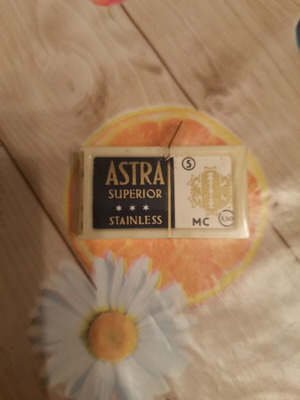 ASTRA
SUPERIOR
★ ★ ★
STAINLESS
5
MC